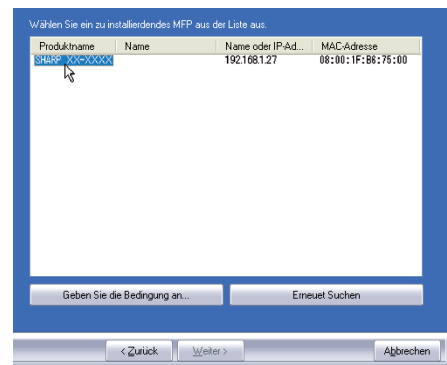 Wählen Sie ein zu installierdendes MFP aus der Liste aus.
Produktname Name Name oder IP-Ad... MAC-Adresse
SHARP XX-XXXX 192.168.1.27 08:00:1F:B6:75:00
Geben Sie die Bedingung an... Erneuet Suchen
< Zurück Weiter > Abbrechen